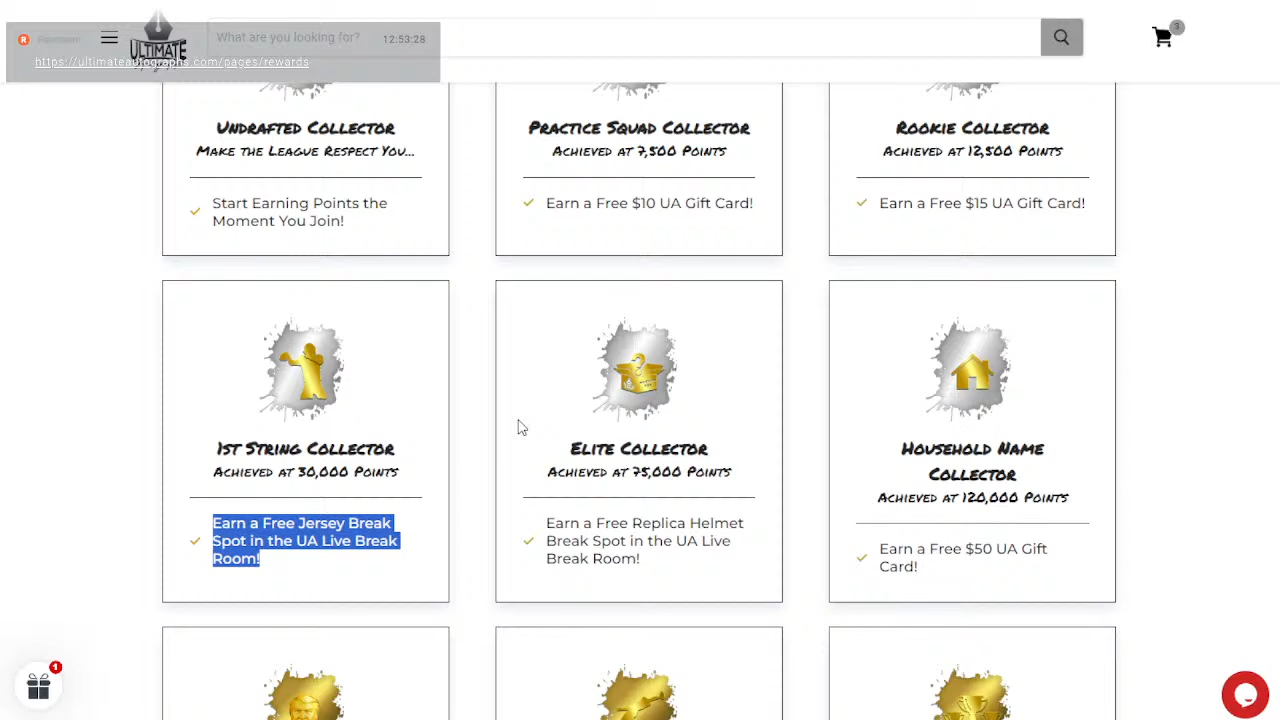 What are you looking for?
12:53:28
3
ULTIMATE
https://ultimateautographs.com/pages/rewards
Undrafted Collector
Make the League Respect You...
Start Earning Points the
Moment You Join!
Practice Squad Collector
Achieved at 7,500 Points
Earn a Free $10 UA Gift Card!
Rookie Collector
Achieved at 12,500 Points
Earn a Free $15 UA Gift Card!
1st String Collector
Achieved at 30,000 Points
Earn a Free Jersey Break
Spot in the UA Live Break
Room!
Elite Collector
Achieved at 75,000 Points
Earn a Free Replica Helmet
Break Spot in the UA Live
Break Room!
Household Name
Collector
Achieved at 120,000 Points
Earn a Free $50 UA Gift
Card!
1